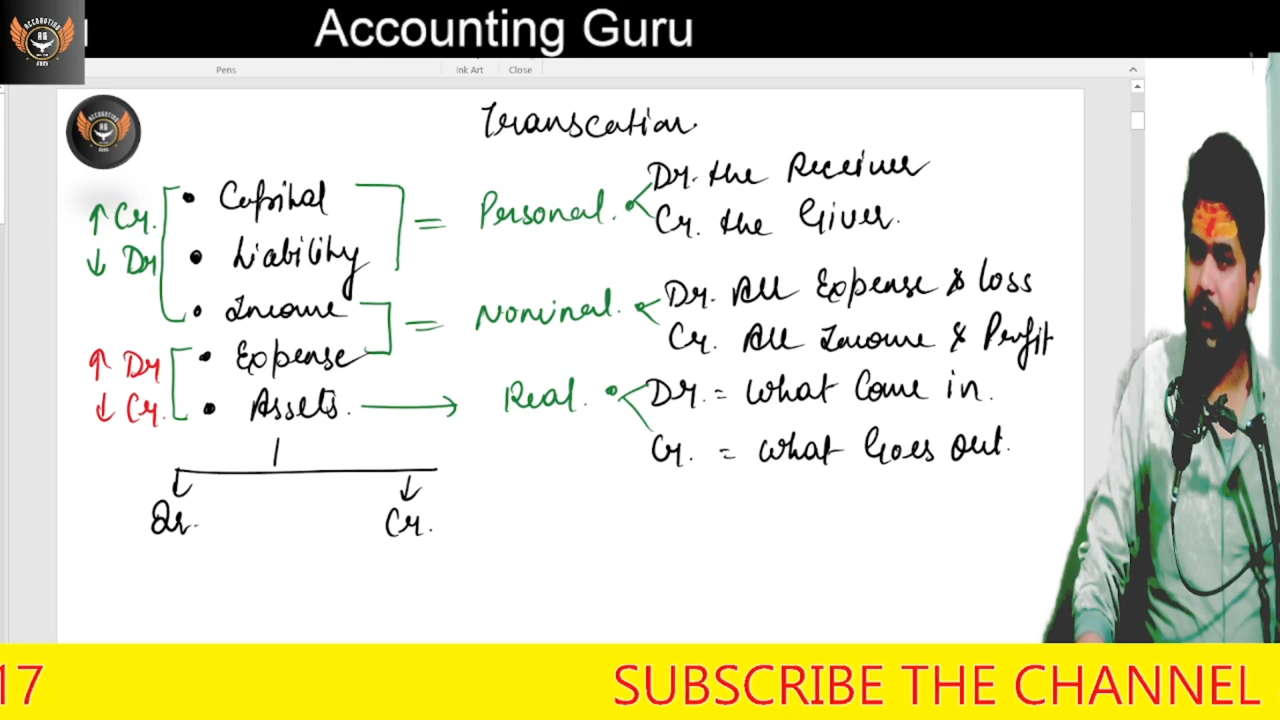 Accounting Guru
Pens
Ink Art
Close
Transcation
Capital
Liability
Income
Expense
Assets
↑ Cr.
↓ Dr
↑ Dr
↓ Cr.
= Personal.
Dr. the Receiver
Cr. the Giver.
= Nominal.
Dr. All Expense & Loss
Cr. All Income & Profit
Real.
Dr. = What Come in.
Cr. = What Goes out.
Dr.
Cr.
17
SUBSCRIBE THE CHANNEL